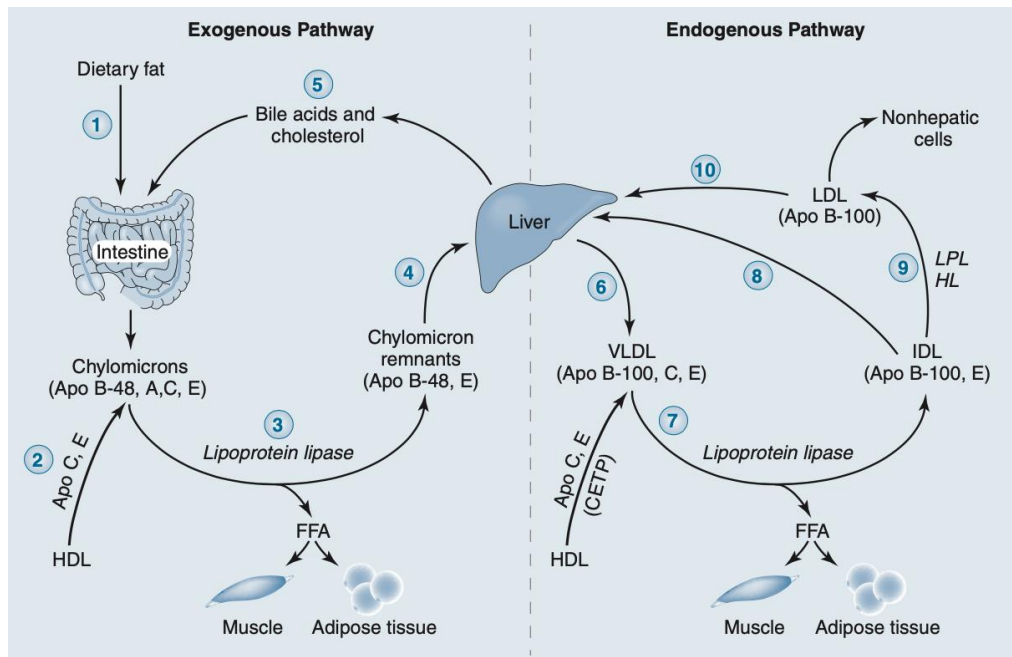 Exogenous Pathway
Dietary fat
1
5
Bile acids and
cholesterol
Intestine
Liver
4
Chylomicrons
(Apo B-48, A,C, E)
Chylomicron
remnants
(Apo B-48, E)
2
Apo C, E
3
Lipoprotein lipase
HDL
FFA
Muscle
Adipose tissue
Endogenous Pathway
Nonhepatic
cells
10
LDL
(Apo B-100)
6
8
9
LPL
HL
VLDL
(Apo B-100, C, E)
IDL
(Apo B-100, E)
7
Lipoprotein lipase
Apo C, E
(CETP)
HDL
FFA
Muscle
Adipose tissue